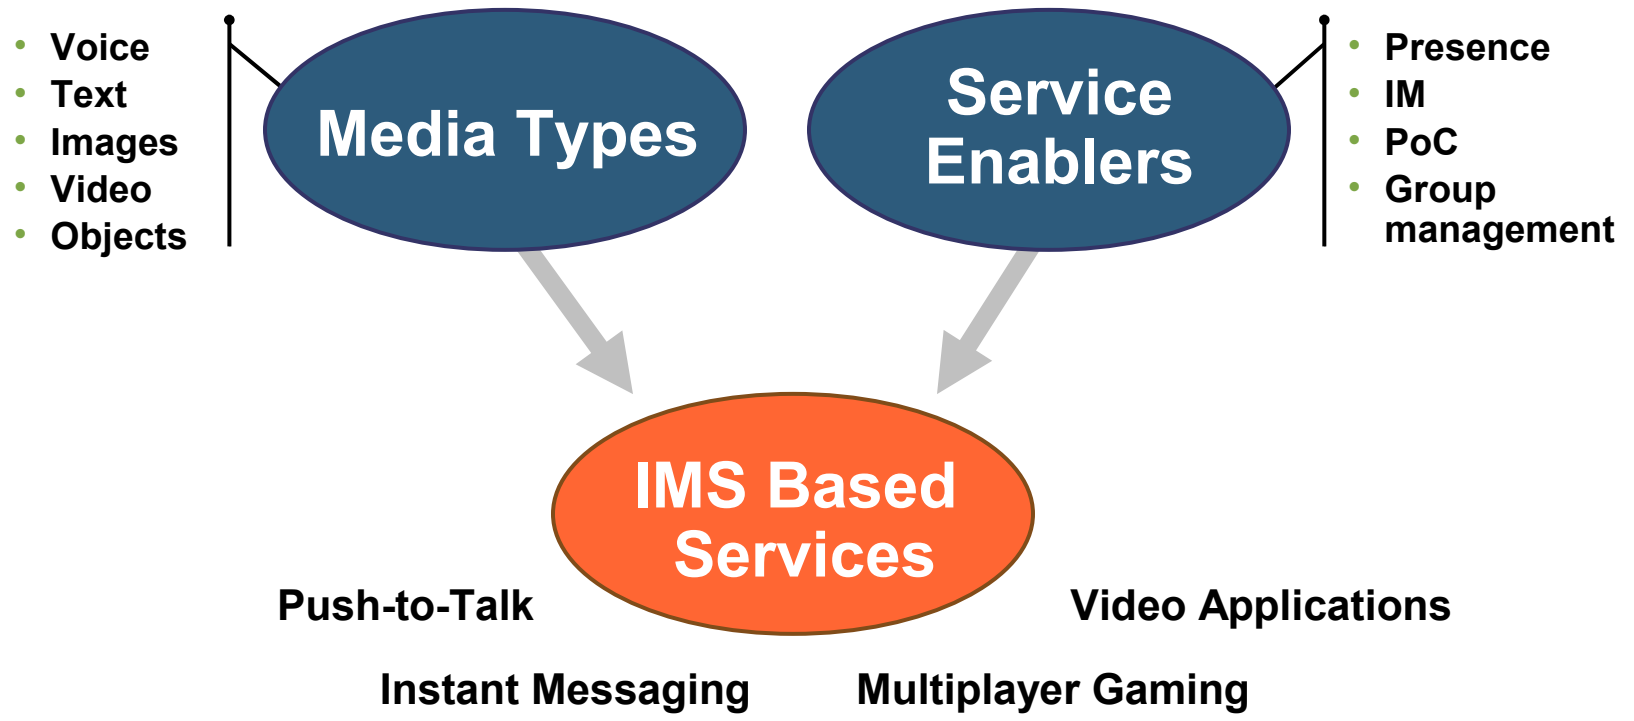 Voice
Text
Images
Video
Objects
Media Types
Service
Enablers
Presence
IM
PoC
Group
management
IMS Based
Services
Push-to-Talk
Video Applications
Instant Messaging
Multiplayer Gaming